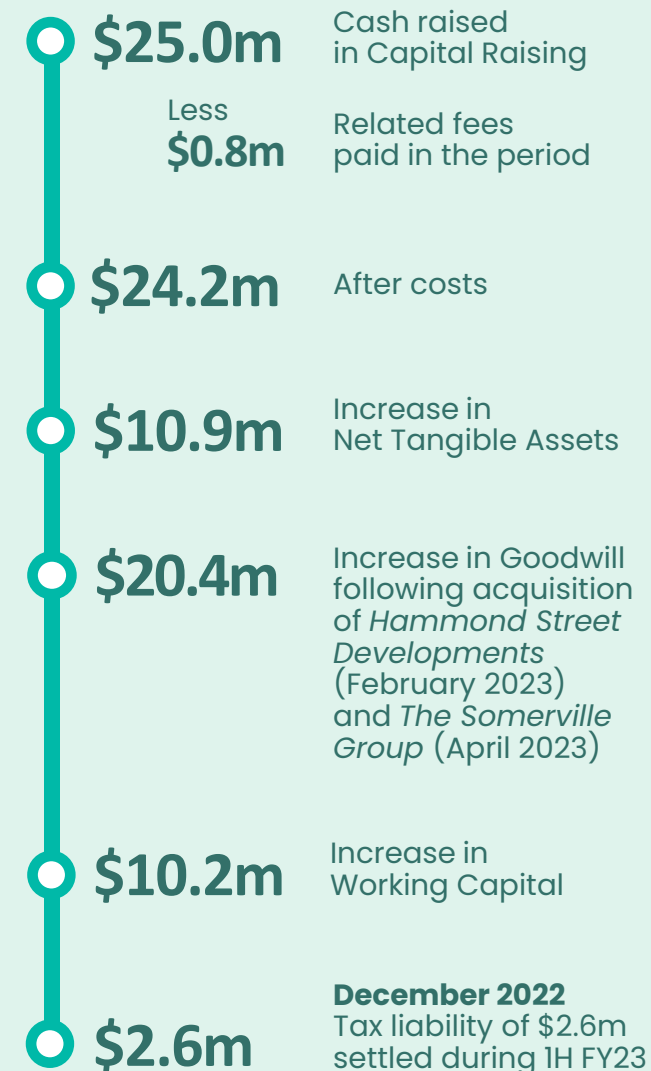 $25.0m
Cash raised
in Capital Raising
Less
$0.8m
Related fees
paid in the period
$24.2m
After costs
$10.9m
Increase in
Net Tangible Assets
$20.4m
Increase in Goodwill
following acquisition
of Hammond Street
Developments
(February 2023)
and The Somerville
Group (April 2023)
$10.2m
Increase in
Working Capital
$2.6m
December 2022
Tax liability of $2.6m
settled during 1H FY23